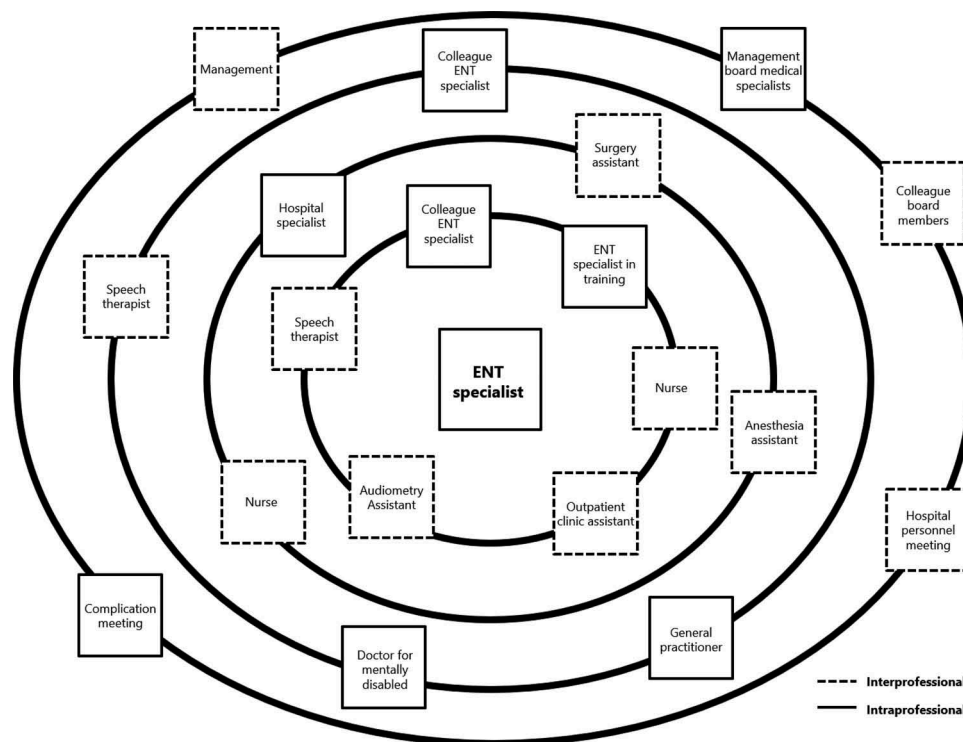 Management
Colleague
ENT
specialist
Management
board medical
specialists
Surgery
assistant
Colleague
board
members
Hospital
specialist
Colleague
ENT
specialist
ENT
specialist in
training
Speech
therapist
Speech
therapist
ENT
specialist
Nurse
Anesthesia
assistant
Nurse
Audiometry
Assistant
Outpatient
clinic assistant
Hospital
personnel
meeting
Complication
meeting
Doctor for
mentally
disabled
General
practitioner
Interprofessional
Intraprofessional